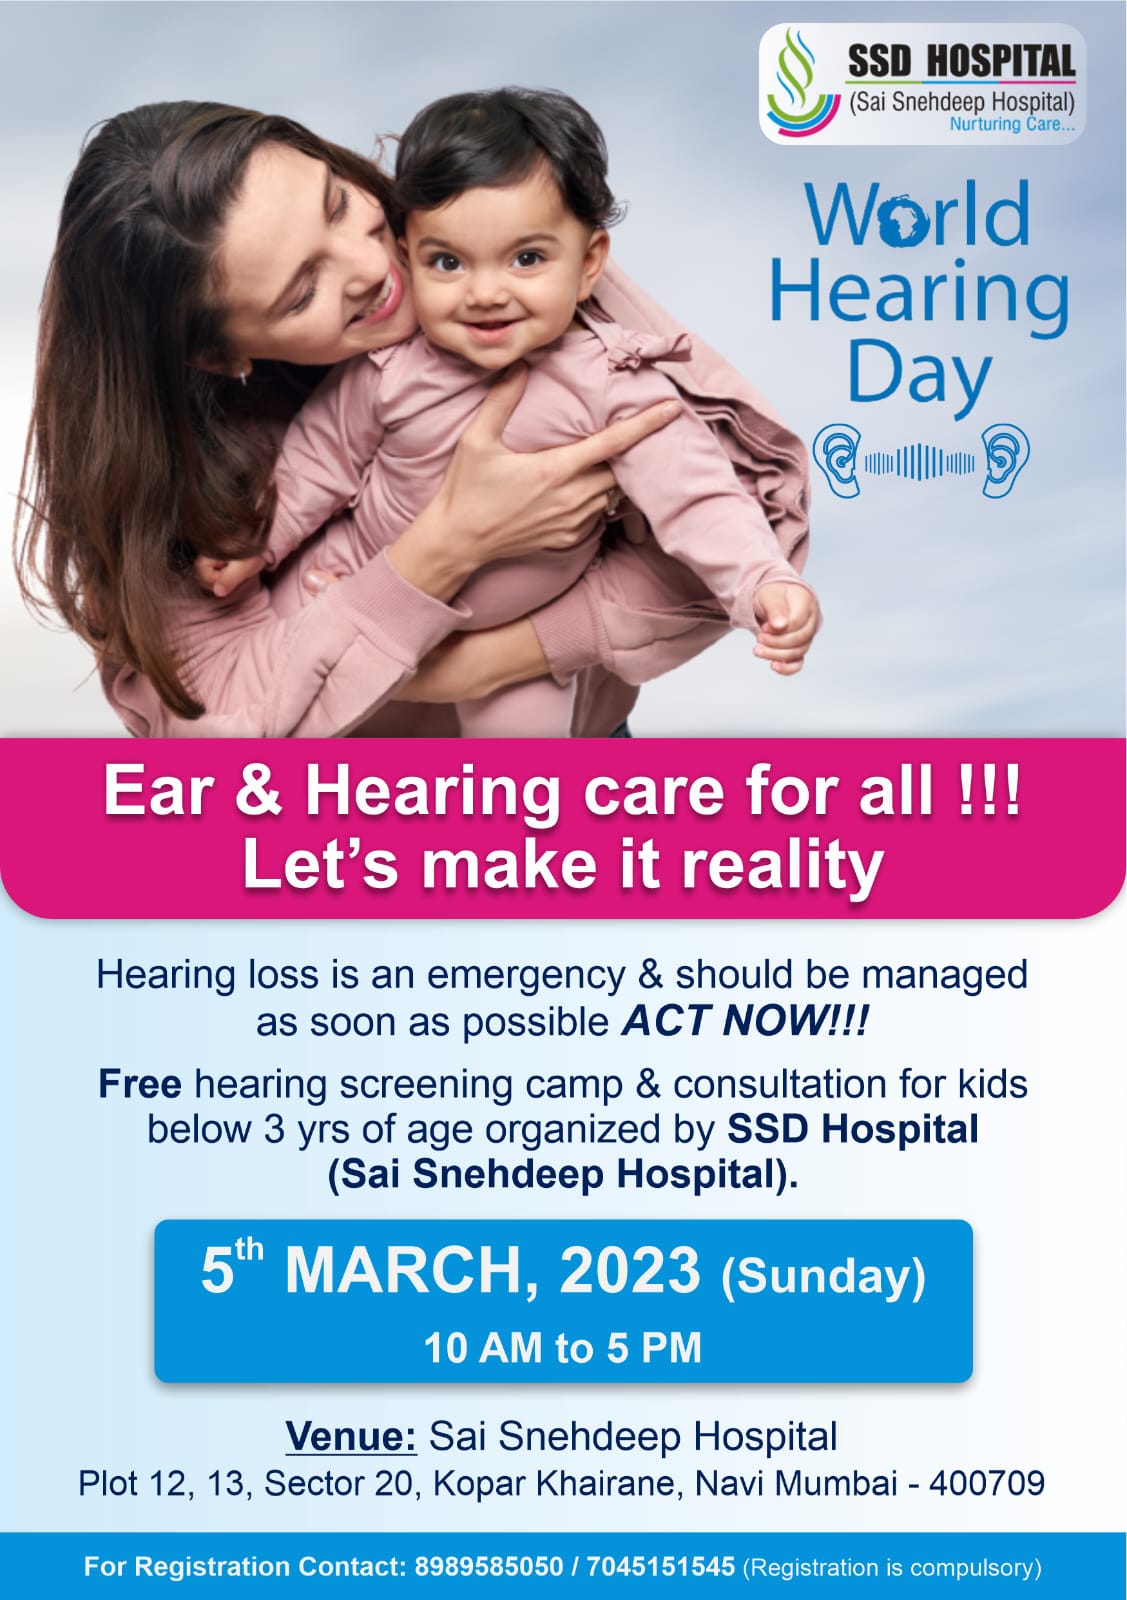 SSD HOSPITAL
(Sai Snehdeep Hospital)
Nurturing Care...
World
Hearing
Day
Ear & Hearing care for all !!!
Let’s make it reality
Hearing loss is an emergency & should be managed
as soon as possible ACT NOW!!!
Free hearing screening camp & consultation for kids
below 3 yrs of age organized by SSD Hospital
(Sai Snehdeep Hospital).
5th MARCH, 2023 (Sunday)
10 AM to 5 PM
Venue: Sai Snehdeep Hospital
Plot 12, 13, Sector 20, Kopar Khairane, Navi Mumbai - 400709
For Registration Contact: 8989585050 / 7045151545 (Registration is compulsory)